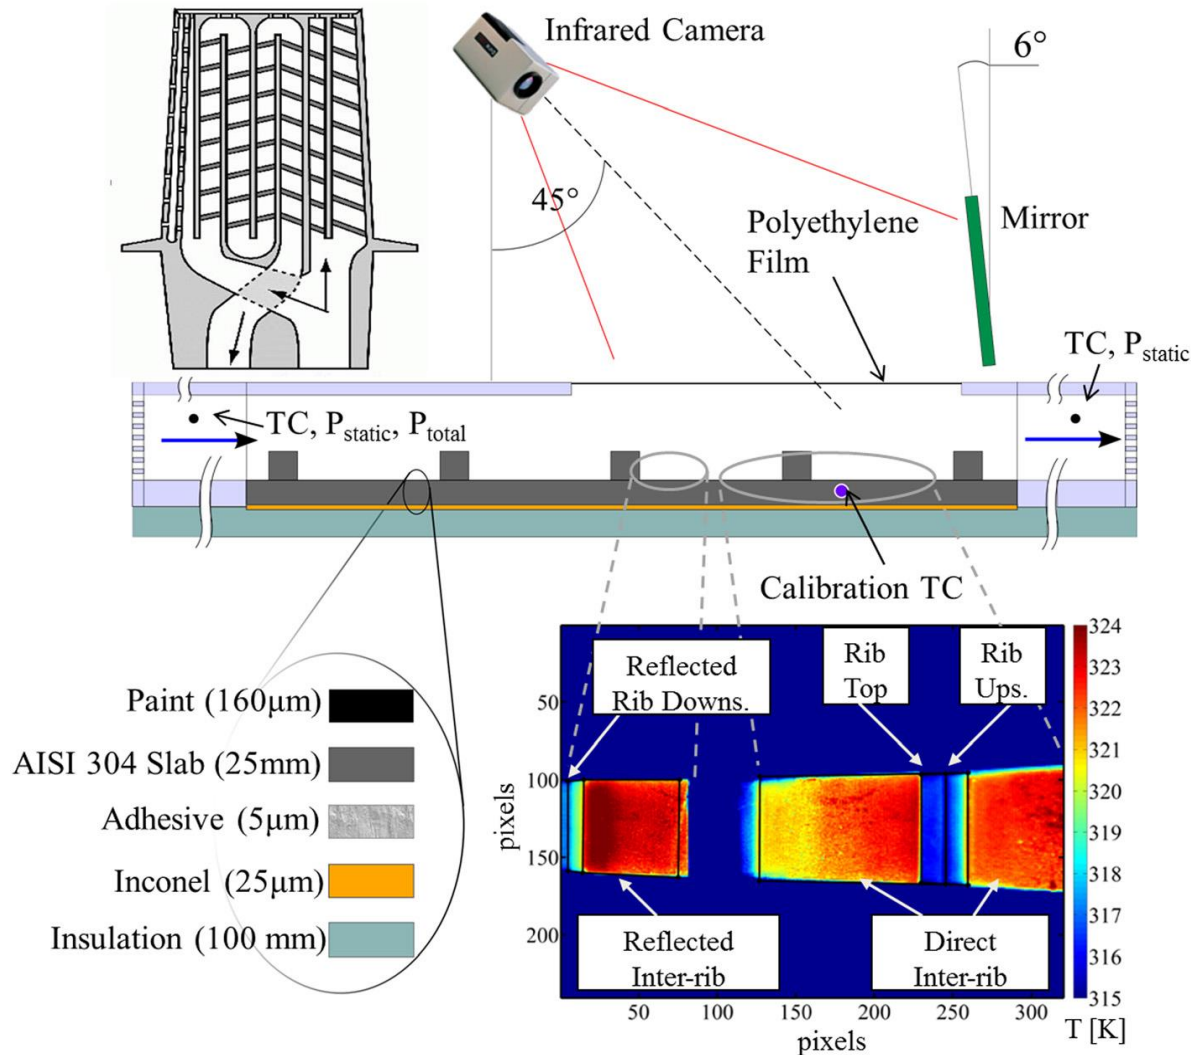 Infrared Camera
6°
45°
Polyethylene
Film
Mirror
TC, Pstatic
TC, Pstatic, Ptotal
Calibration TC
Paint (160μm)
AISI 304 Slab (25mm)
Adhesive (5μm)
Inconel (25μm)
Insulation (100 mm)
Reflected
Rib Downs.
Rib
Top
Rib
Ups.
Reflected
Inter-rib
Direct
Inter-rib
pixels
50
100
150
200
50
100
150
200
250
300
pixels
324
323
322
321
320
319
318
317
316
315
T [K]